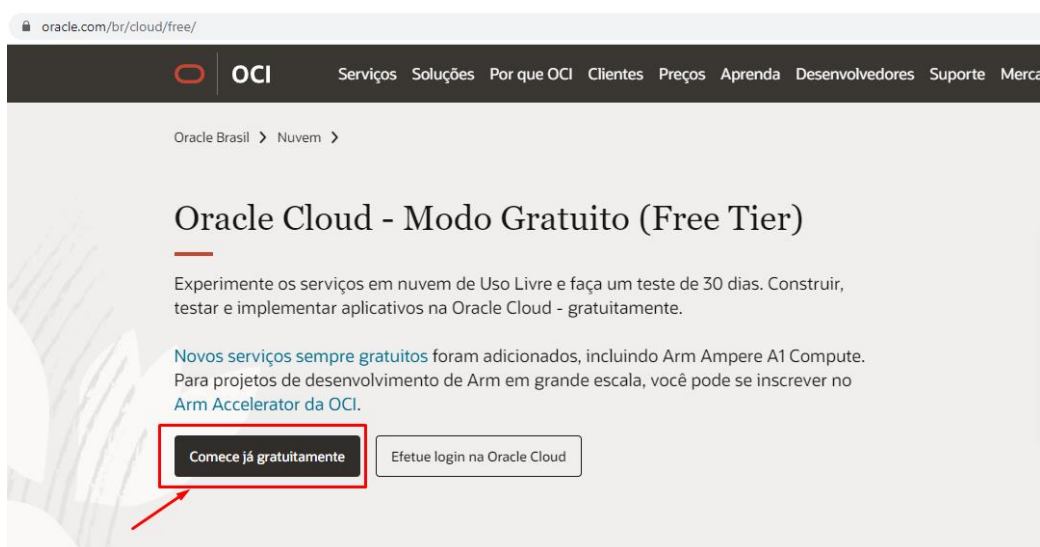 oracle.com/br/cloud/free/
OCI Serviços Soluções Por que OCI Clientes Preços Aprenda Desenvolvedores Suporte Merca
Oracle Brasil > Nuvem >
Oracle Cloud - Modo Gratuito (Free Tier)
Experimente os serviços em nuvem de Uso Livre e faça um teste de 30 dias. Construir,
testar e implementar aplicativos na Oracle Cloud - gratuitamente.
Novos serviços sempre gratuitos foram adicionados, incluindo Arm Ampere A1 Compute.
Para projetos de desenvolvimento de Arm em grande escala, você pode se inscrever no
Arm Accelerator da OCI.
Comece já gratuitamente Efetue login na Oracle Cloud